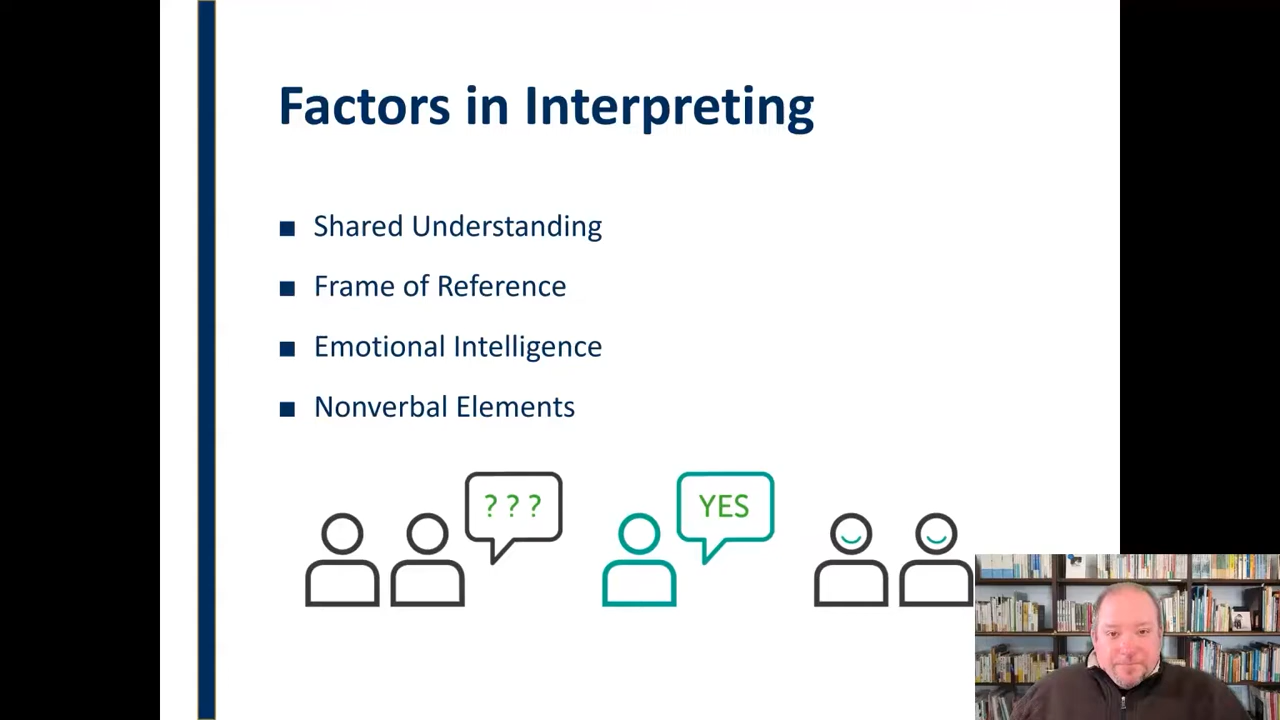 Factors in Interpreting
Shared Understanding
Frame of Reference
Emotional Intelligence
Nonverbal Elements
? ? ?
YES